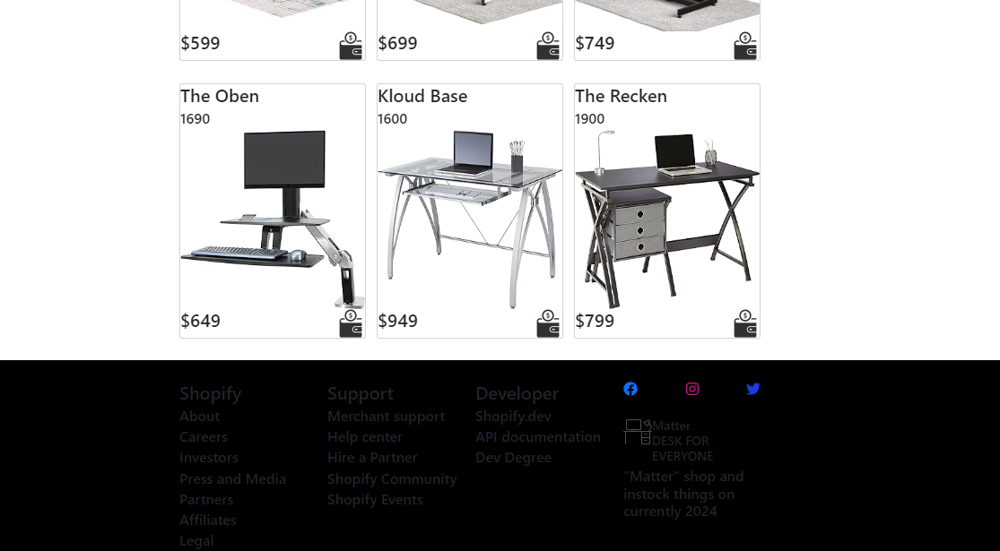 $599
$699
$749
The Oben
1690
$649
Kloud Base
1600
$949
The Recken
1900
$799
Shopify
About
Careers
Investors
Press and Media
Partners
Affiliates
Legal
Support
Merchant support
Help center
Hire a Partner
Shopify Community
Shopify Events
Developer
Shopify.dev
API documentation
Dev Degree
Matter
DESK FOR
EVERYONE
"Matter" shop and
instock things on
currently 2024